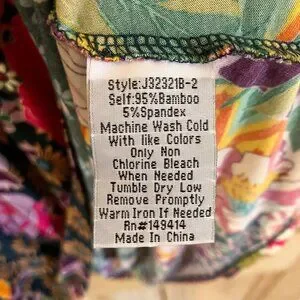 Style:J32321B-2
Self:95%Bamboo
5%Spandex
Machine Wash Cold
With like Colors
Only Non
Chlorine Bleach
When Needed
Tumble Dry Low
Remove Promptly
Warm Iron If Needed
Rn#149414
Made In China